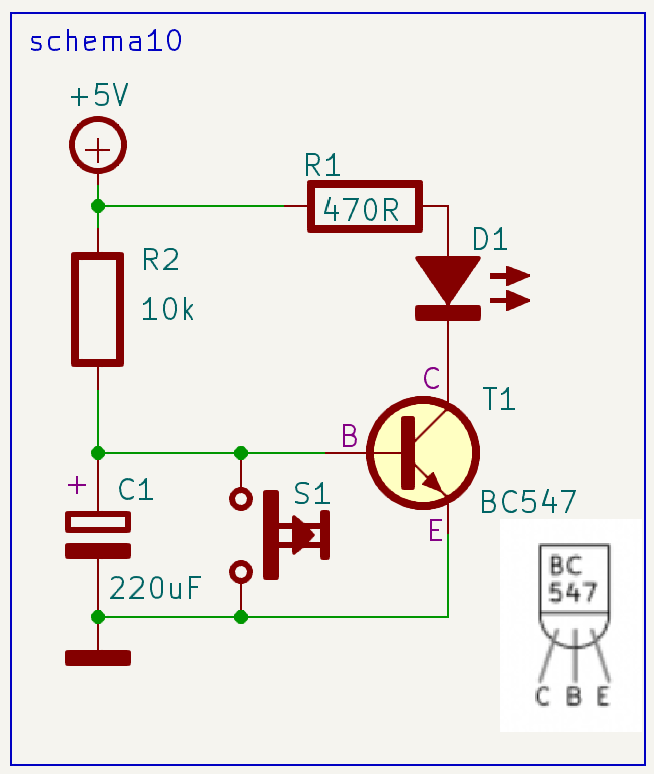 schema10
+5V
R1
470R
D1
R2
10k
C
T1
B
+
C1
S1
BC547
E
220uF
BC
547
C B E